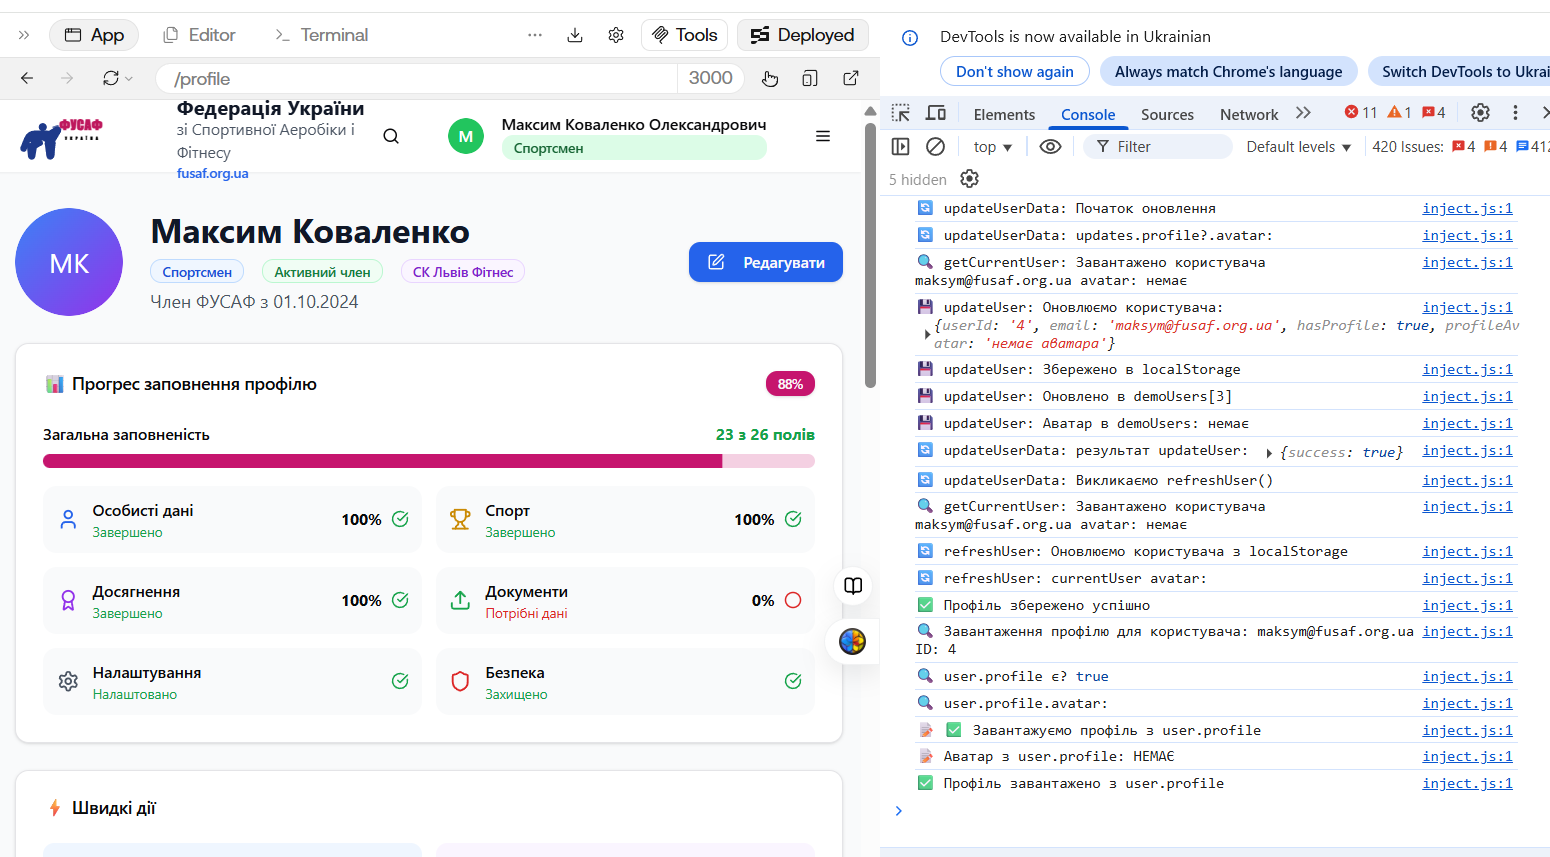 App
Editor
Terminal
Tools
Deployed
/profile
3000
ФУСАФ
УКРАЇНА
Федерація України
зі Спортивної Аеробіки і
Фітнесу
fusaf.org.ua
М
Максим Коваленко Олександрович
Спортсмен
МК
Максим Коваленко
Спортсмен
Активний член
СК Львів Фітнес
Член ФУСАФ з 01.10.2024
Редагувати
Прогрес заповнення профілю
88%
Загальна заповненість
23 з 26 полів
Особисті дані
Завершено
100%
Спорт
Завершено
100%
Досягнення
Завершено
100%
Документи
Потрібні дані
0%
Налаштування
Налаштовано
Безпека
Захищено
Швидкі дії
DevTools is now available in Ukrainian
Don't show again
Always match Chrome's language
Switch DevTools to Ukrai
Elements
Console
Sources
Network
11
1
4
top
Filter
Default levels
420 Issues:
4
4
412
5 hidden
updateUserData: Початок оновлення inject.js:1
updateUserData: updates.profile?.avatar: inject.js:1
getCurrentUser: Завантажено користувача inject.js:1
maksym@fusaf.org.ua avatar: немає
updateUser: Оновлюємо користувача: inject.js:1
{userId: '4', email: 'maksym@fusaf.org.ua', hasProfile: true, profileAv
atar: 'немає аватара'}
updateUser: Збережено в localStorage inject.js:1
updateUser: Оновлено в demoUsers[3] inject.js:1
updateUser: Аватар в demoUsers: немає inject.js:1
updateUserData: результат updateUser: {success: true} inject.js:1
updateUserData: Викликаємо refreshUser() inject.js:1
getCurrentUser: Завантажено користувача inject.js:1
maksym@fusaf.org.ua avatar: немає
refreshUser: Оновлюємо користувача з localStorage inject.js:1
refreshUser: currentUser avatar: inject.js:1
Профіль збережено успішно inject.js:1
Завантаження профілю для користувача: maksym@fusaf.org.ua inject.js:1
ID: 4
user.profile є? true inject.js:1
user.profile.avatar: inject.js:1
Завантажуємо профіль з user.profile inject.js:1
Аватар з user.profile: НЕМАЄ inject.js:1
Профіль завантажено з user.profile inject.js:1